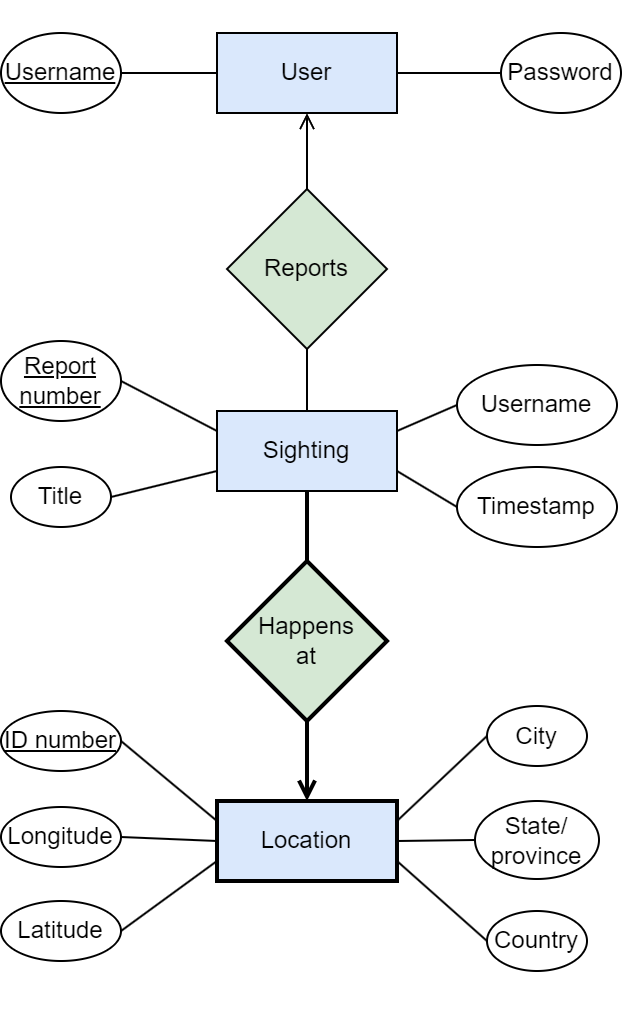 Username
User
Password
Reports
Report
number
Username
Sighting
Title
Timestamp
Happens
at
ID number
City
Longitude
Location
State/
province
Latitude
Country